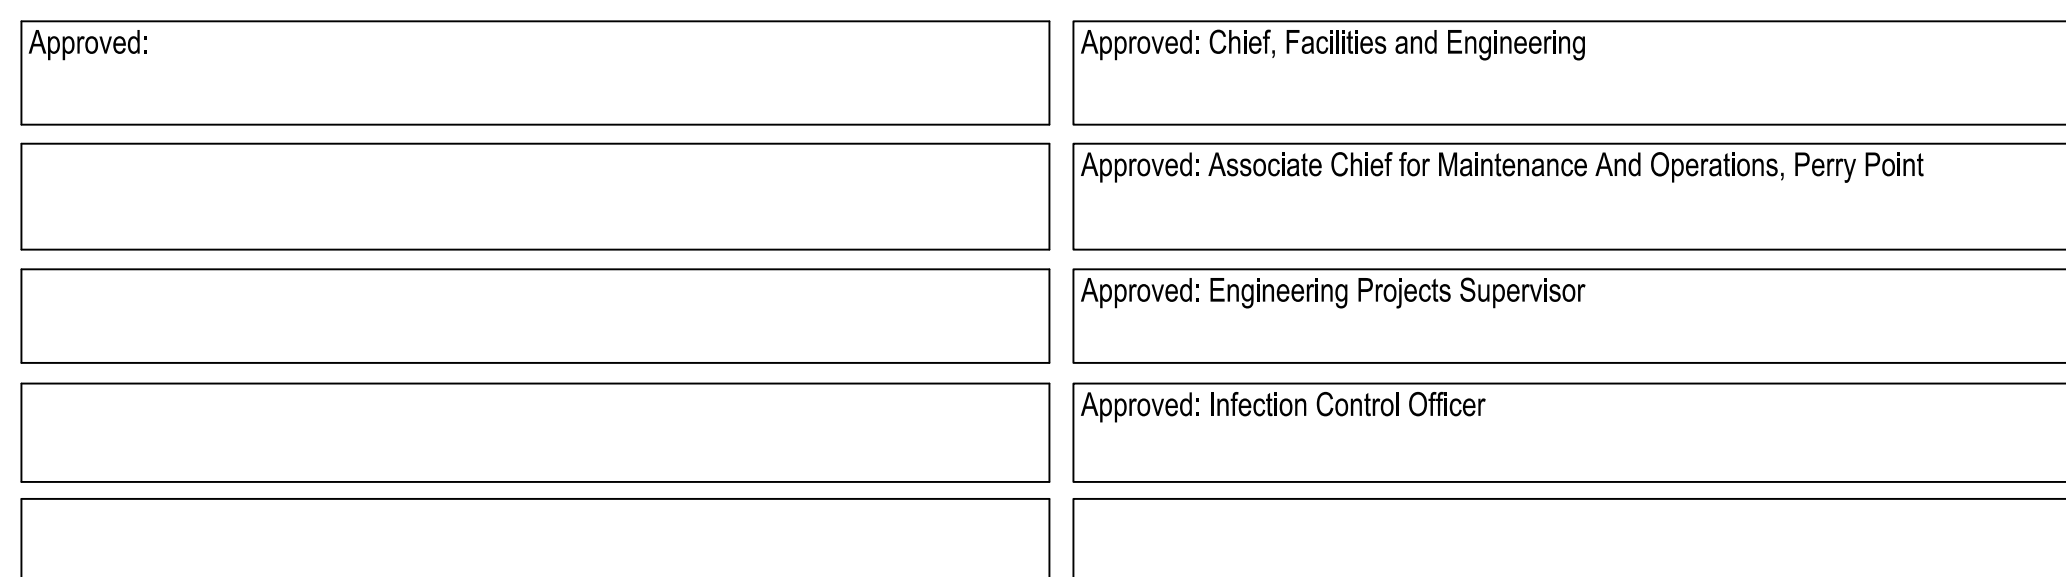 Approved:
Approved: Chief, Facilities and Engineering
Approved: Associate Chief for Maintenance And Operations, Perry Point
Approved: Engineering Projects Supervisor
Approved: Infection Control Officer